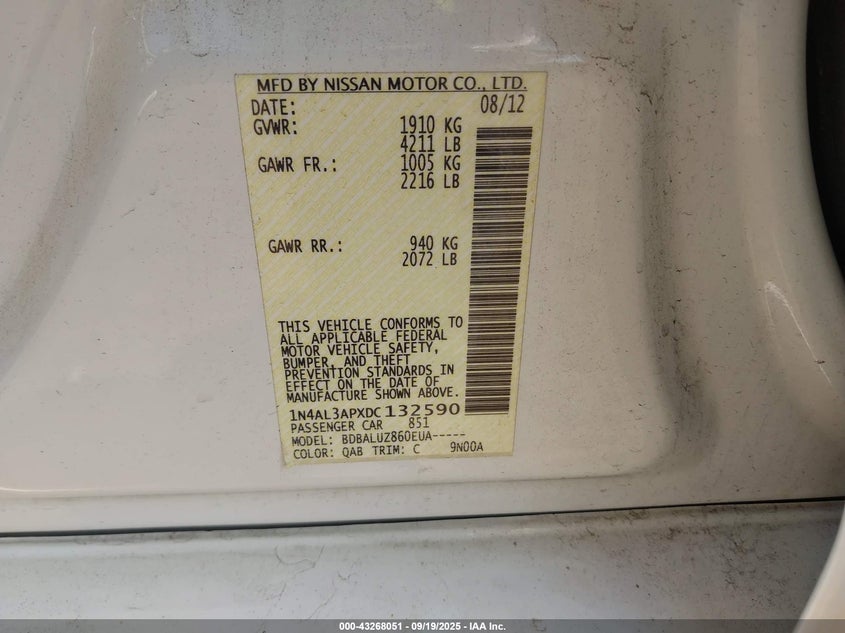 MFD BY NISSAN MOTOR CO., LTD.
DATE: 08/12
GVWR: 1910 KG
4211 LB
GAWR FR.: 1005 KG
2216 LB
GAWR RR.: 940 KG
2072 LB
THIS VEHICLE CONFORMS TO
ALL APPLICABLE FEDERAL
MOTOR VEHICLE SAFETY,
BUMPER, AND THEFT
PREVENTION STANDARDS IN
EFFECT ON THE DATE OF
MANUFACTURE SHOWN ABOVE.
1N4AL3APXDC132590
PASSENGER CAR 851
MODEL: BDBALUZ860EUA-----
COLOR: QAB TRIM: C 9N00A
000-43268051 - 09/19/2025 - IAA Inc.